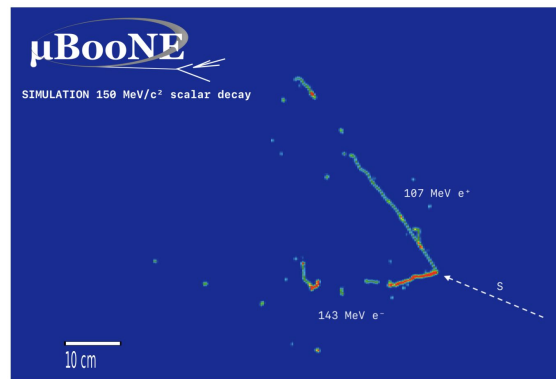 µBooNE
SIMULATION 150 MeV/c² scalar decay
107 MeV e⁺
S
143 MeV e⁻
10 cm